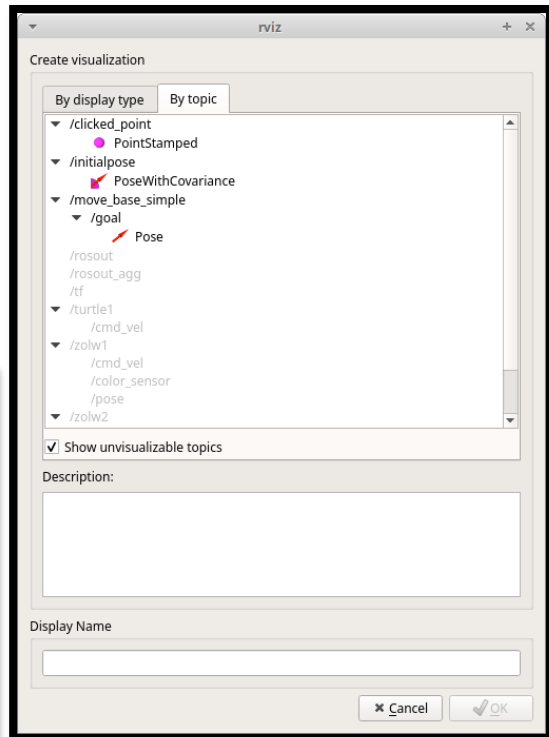 rviz
Create visualization
By display type By topic
/clicked_point
PointStamped
/initialpose
PoseWithCovariance
/move_base_simple
/goal
Pose
/rosout
/rosout_agg
/tf
/turtle1
/cmd_vel
/zolw1
/cmd_vel
/color_sensor
/pose
/zolw2
Show unvisualizable topics
Description:
Display Name
Cancel OK